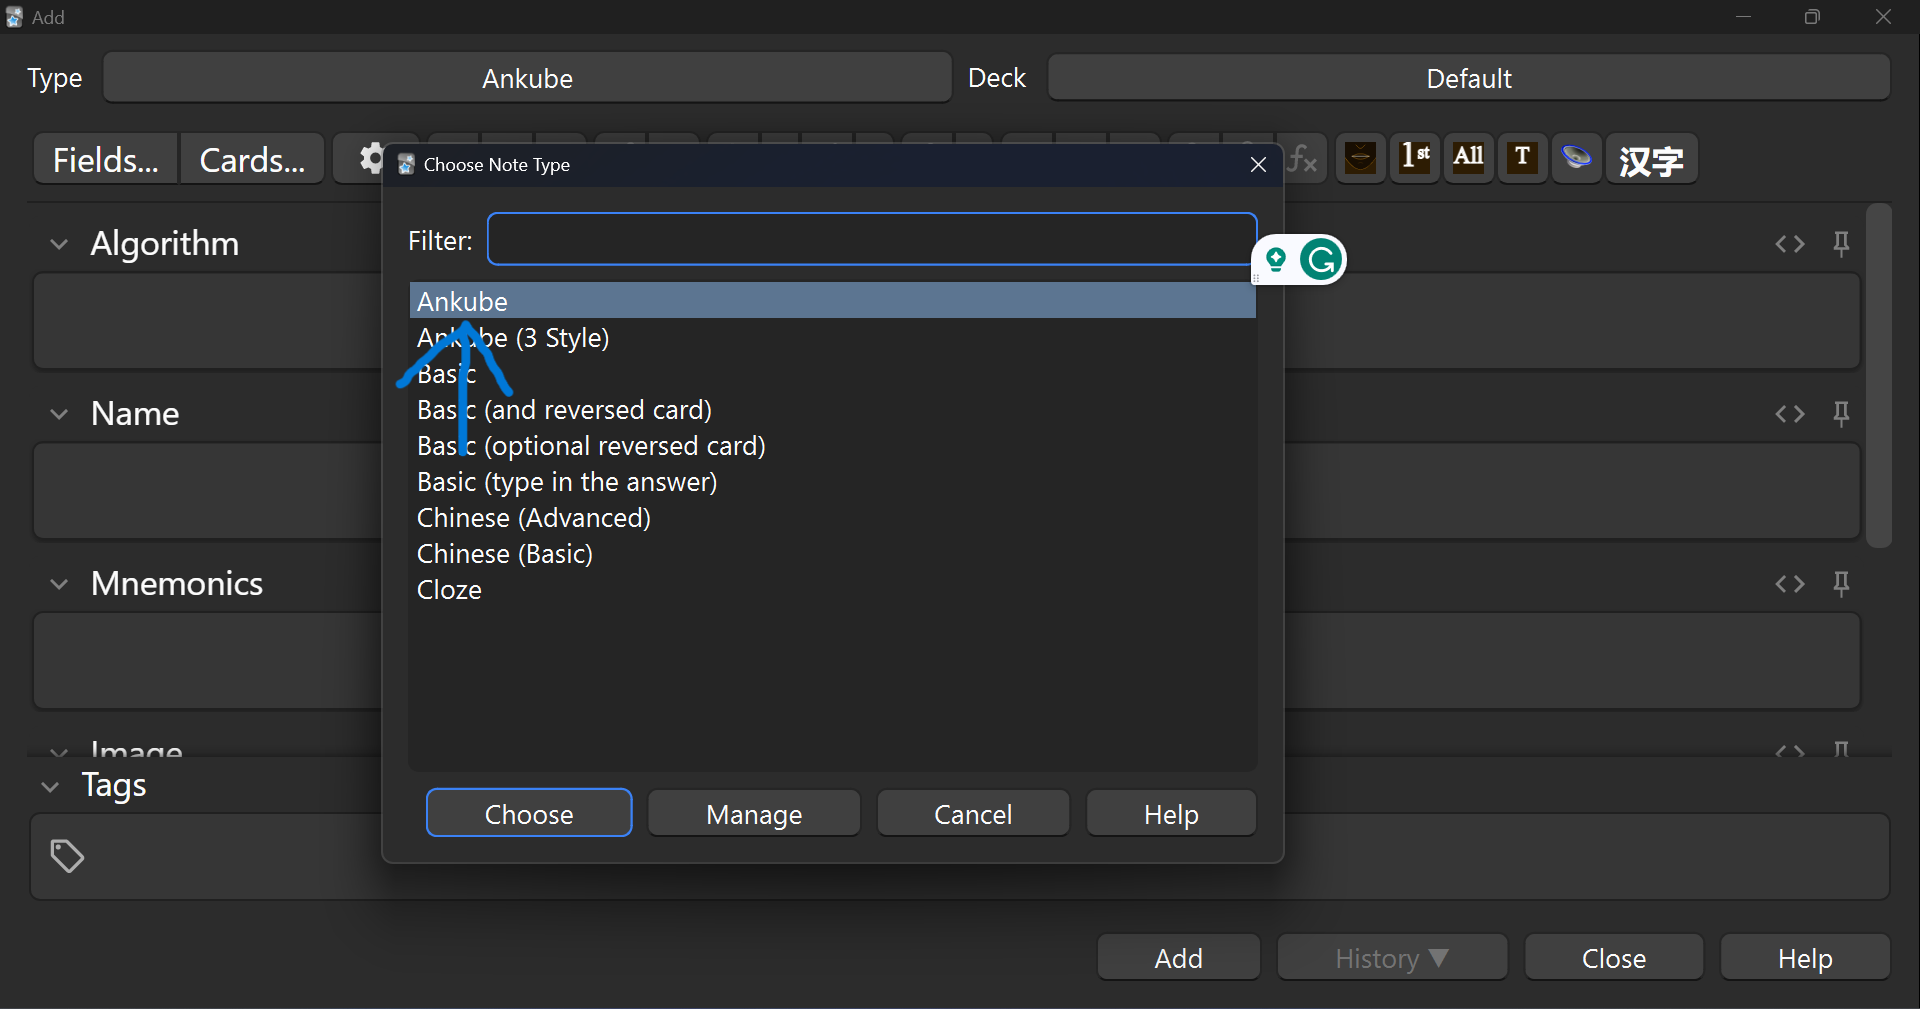 Add
Type Ankube Deck Default
Fields... Cards... fx 1st All T 汉字
Choose Note Type
Filter:
Algorithm
Ankube
Ankube (3 Style)
Basic
Basic (and reversed card)
Name
Basic (optional reversed card)
Basic (type in the answer)
Chinese (Advanced)
Chinese (Basic)
Mnemonics
Cloze
Image
Tags
Choose Manage Cancel Help
Add History ▼ Close Help